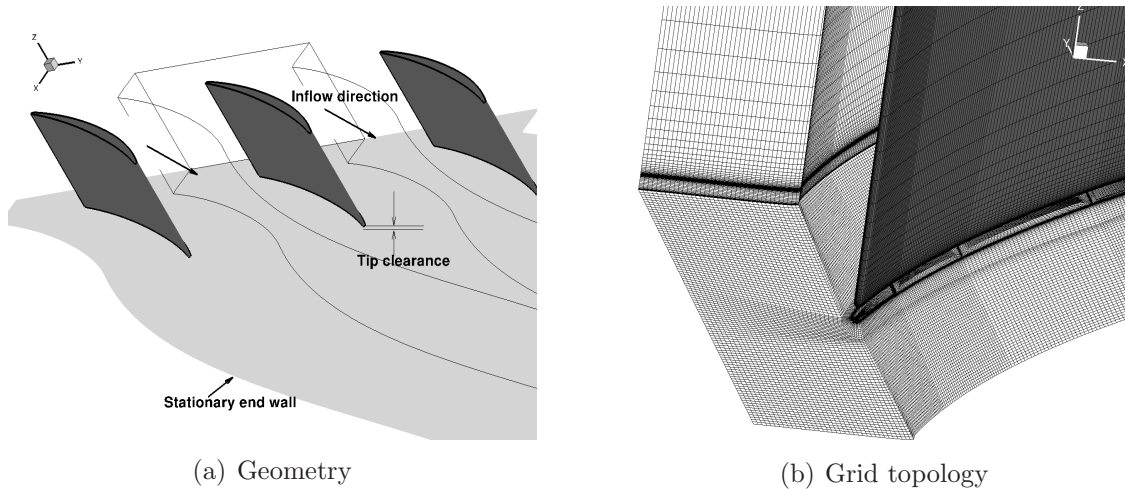 Z
Y
X
Inflow direction
Tip clearance
Stationary end wall
Z
Y
X
(a) Geometry
(b) Grid topology